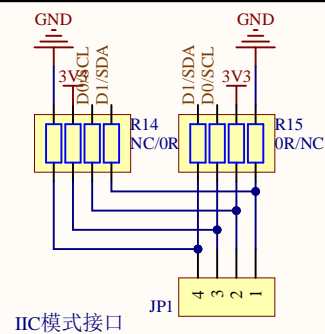 GND
GND
3V3
D0/SCL
D1/SDA
D1/SDA
D0/SCL
3V3
R14
NC/0R
R15
0R/NC
JP1
4
3
2
1
IIC模式接口